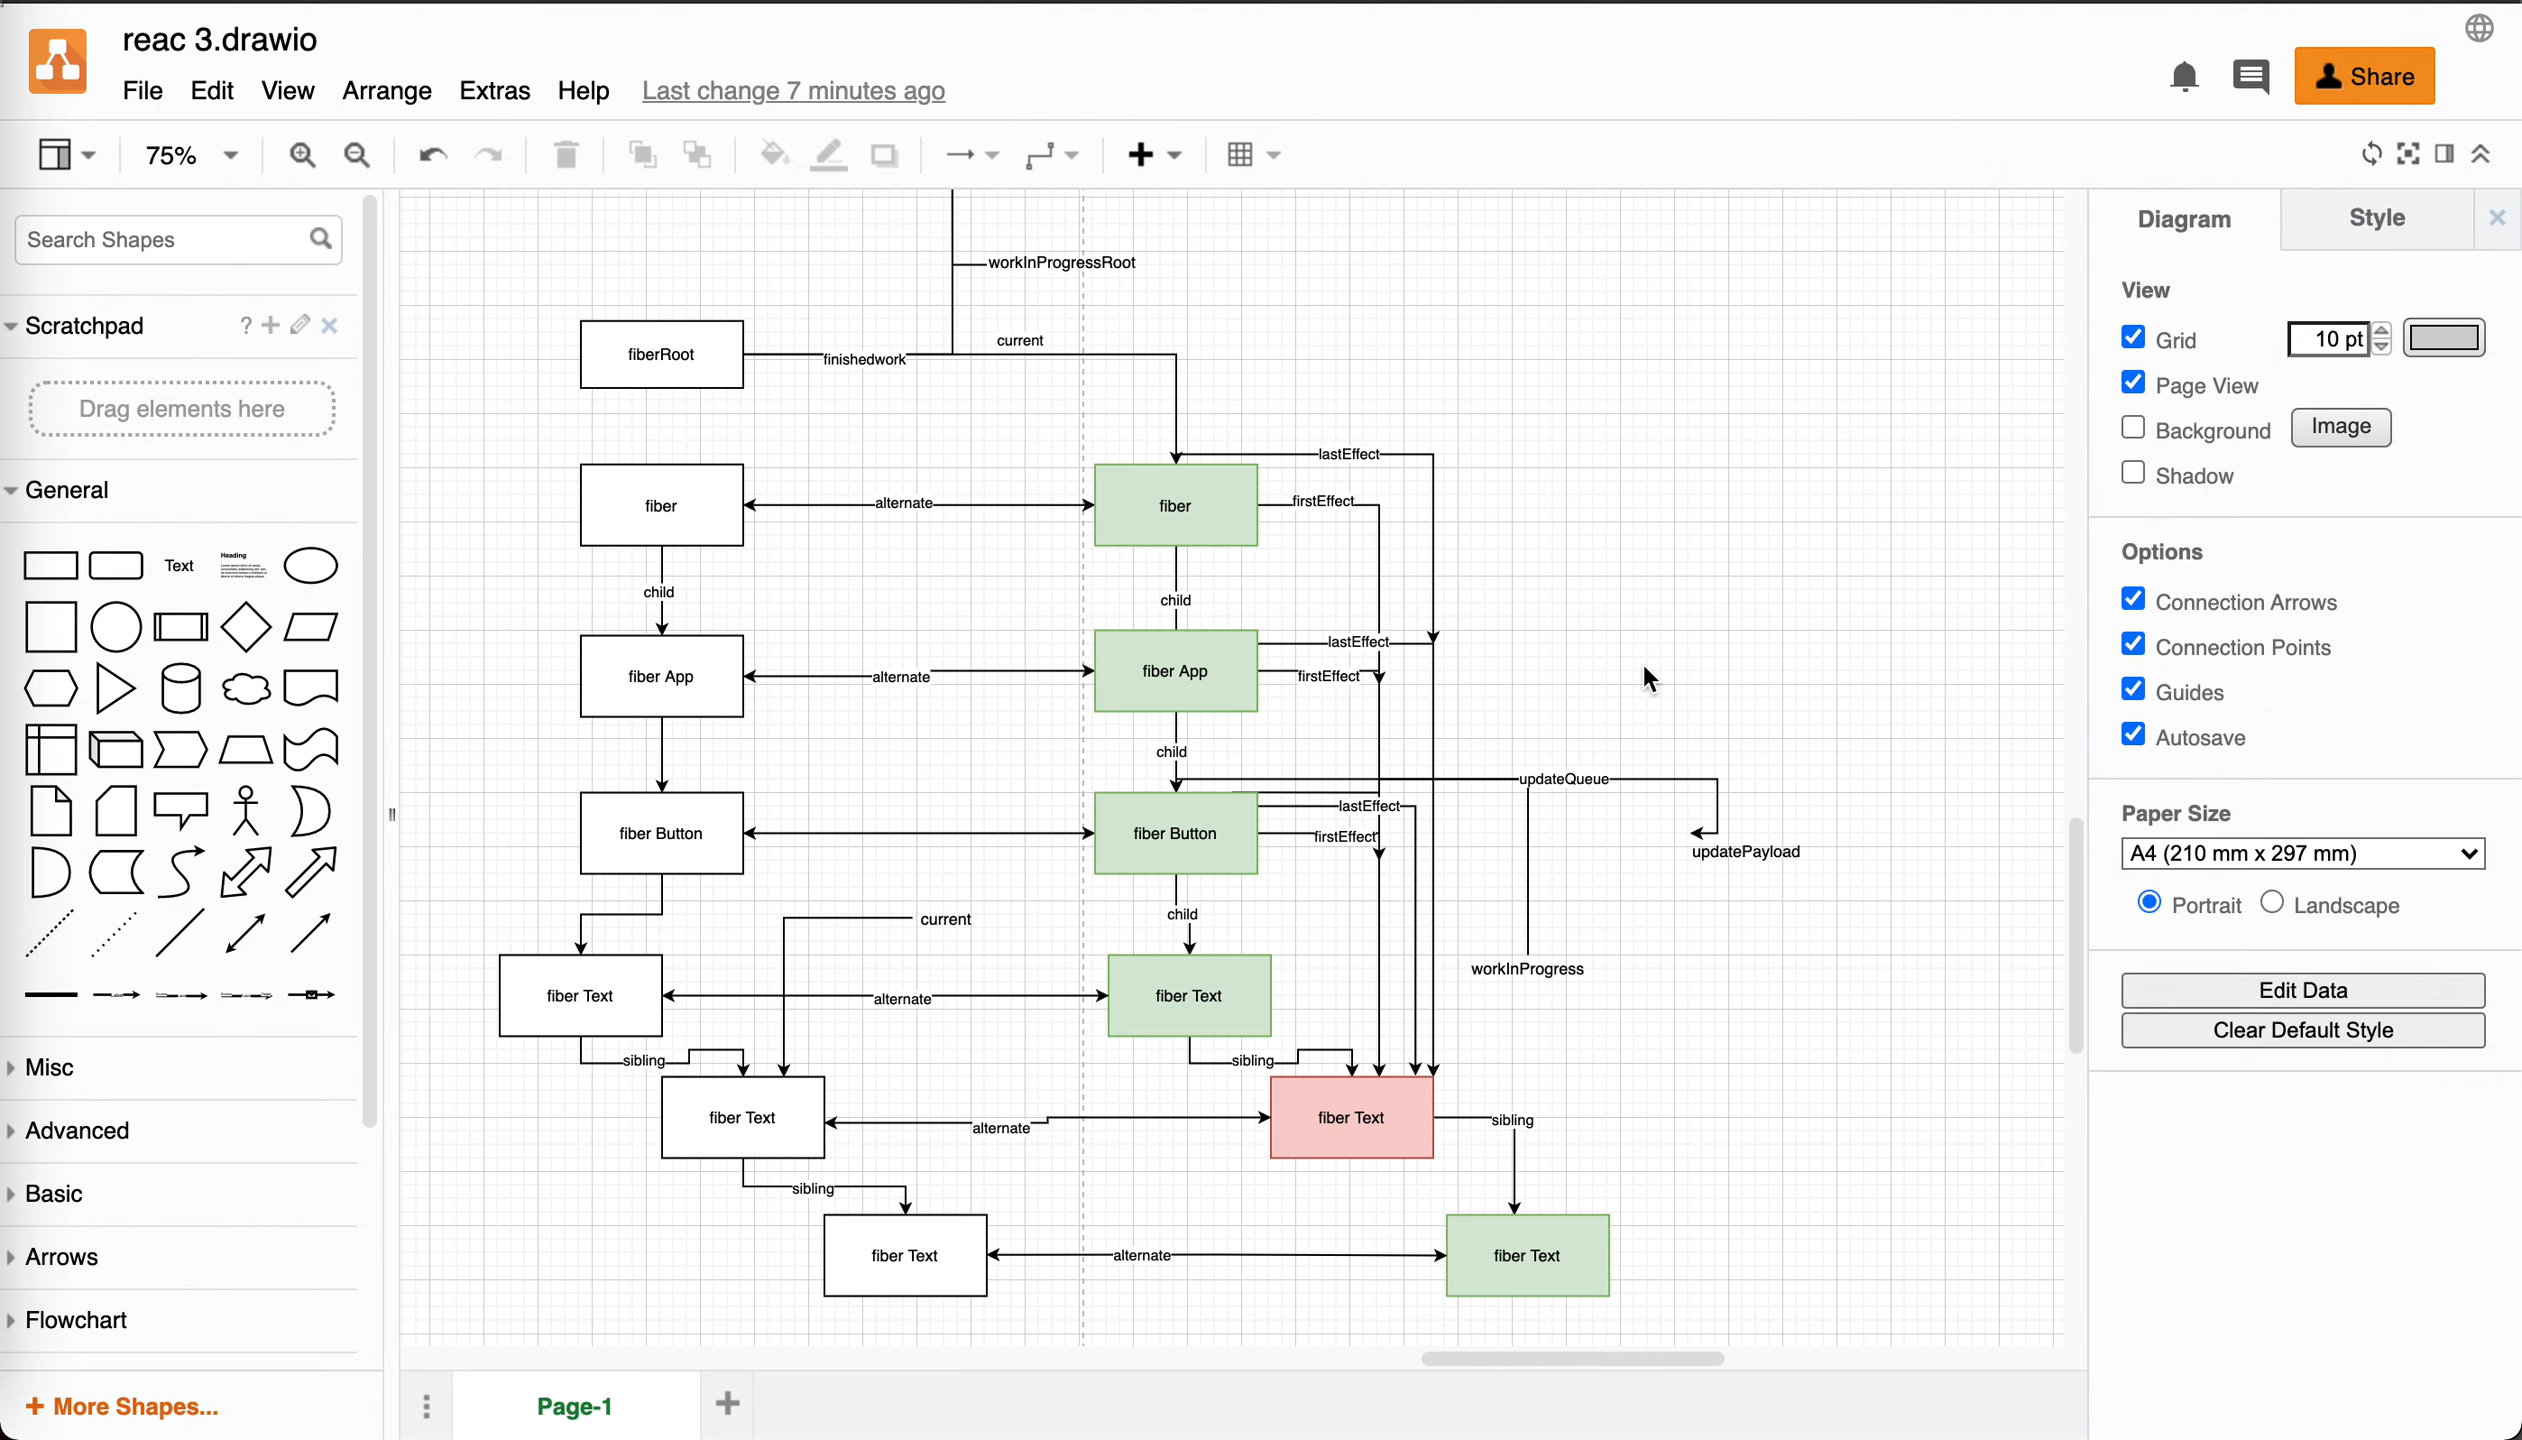 reac 3.drawio
File Edit View Arrange Extras Help Last change 7 minutes ago
Share
75%
Search Shapes
Scratchpad
?
Drag elements here
General
Text
Heading
Misc
Advanced
Basic
Arrows
Flowchart
+ More Shapes...
workInProgressRoot
fiberRoot
finishedwork
current
lastEffect
fiber
alternate
fiber
firstEffect
child
child
lastEffect
fiber App
alternate
fiber App
firstEffect
child
updateQueue
lastEffect
fiber Button
fiber Button
firstEffect
updatePayload
current
child
workInProgress
fiber Text
alternate
fiber Text
sibling
sibling
fiber Text
alternate
fiber Text
sibling
sibling
fiber Text
alternate
fiber Text
Page-1
Diagram
Style
View
Grid
10 pt
Page View
Background
Image
Shadow
Options
Connection Arrows
Connection Points
Guides
Autosave
Paper Size
A4 (210 mm x 297 mm)
Portrait
Landscape
Edit Data
Clear Default Style